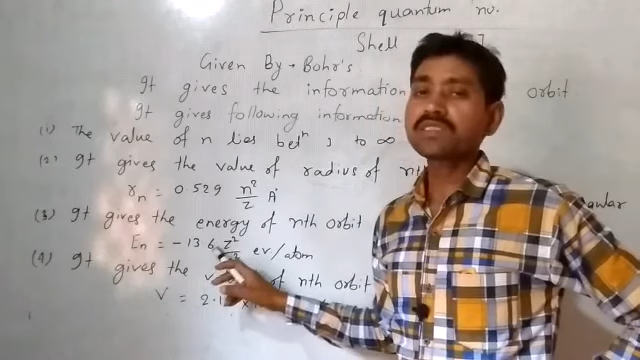 Principle quantum no.
Shell
Given By → Bohr's
It gives the information orbit
It gives following information
(1) The value of n lies betn 1 to ∞
(2) It gives the value of radius of nth
rn = 0 529 n²/Z A°
angular
(3) It gives the energy of nth orbit
En = -13 6 Z² ev/atom
(4) It gives the of nth orbit
V = 2.1